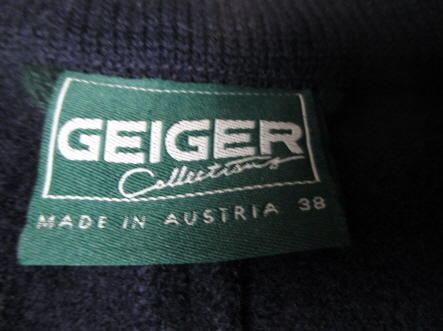 GEIGER
Collections
MADE IN AUSTRIA 38